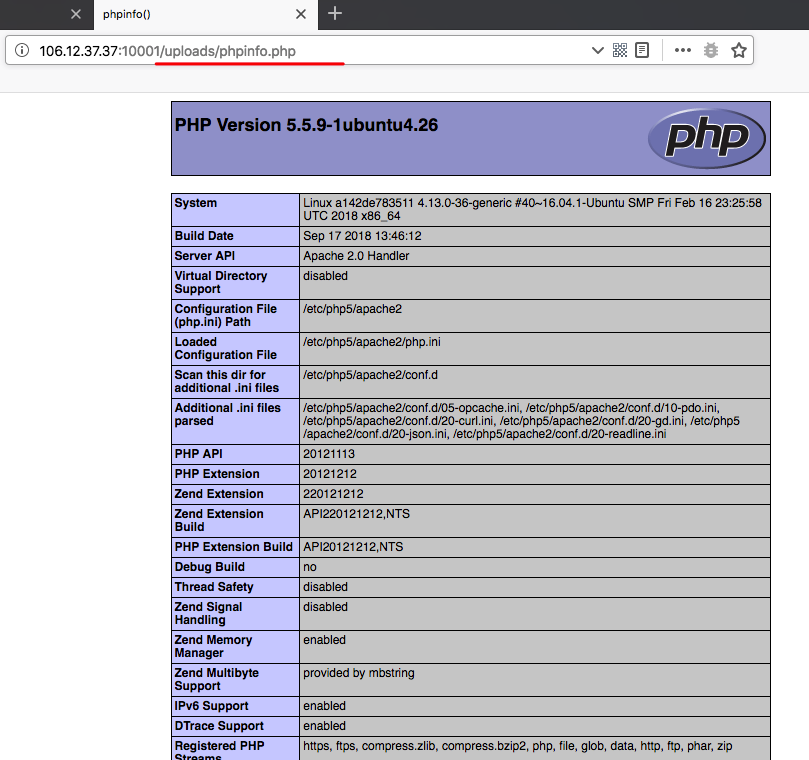 phpinfo()
106.12.37.37:10001/uploads/phpinfo.php
PHP Version 5.5.9-1ubuntu4.26
php
System
Linux a142de783511 4.13.0-36-generic #40~16.04.1-Ubuntu SMP Fri Feb 16 23:25:58
UTC 2018 x86_64
Build Date
Sep 17 2018 13:46:12
Server API
Apache 2.0 Handler
Virtual Directory
Support
disabled
Configuration File
(php.ini) Path
/etc/php5/apache2
Loaded
Configuration File
/etc/php5/apache2/php.ini
Scan this dir for
additional .ini files
/etc/php5/apache2/conf.d
Additional .ini files
parsed
/etc/php5/apache2/conf.d/05-opcache.ini, /etc/php5/apache2/conf.d/10-pdo.ini,
/etc/php5/apache2/conf.d/20-curl.ini, /etc/php5/apache2/conf.d/20-gd.ini, /etc/php5
/apache2/conf.d/20-json.ini, /etc/php5/apache2/conf.d/20-readline.ini
PHP API
20121113
PHP Extension
20121212
Zend Extension
220121212
Zend Extension
Build
API220121212,NTS
PHP Extension Build
API20121212,NTS
Debug Build
no
Thread Safety
disabled
Zend Signal
Handling
disabled
Zend Memory
Manager
enabled
Zend Multibyte
Support
provided by mbstring
IPv6 Support
enabled
DTrace Support
enabled
Registered PHP
Streams
https, ftps, compress.zlib, compress.bzip2, php, file, glob, data, http, ftp, phar, zip